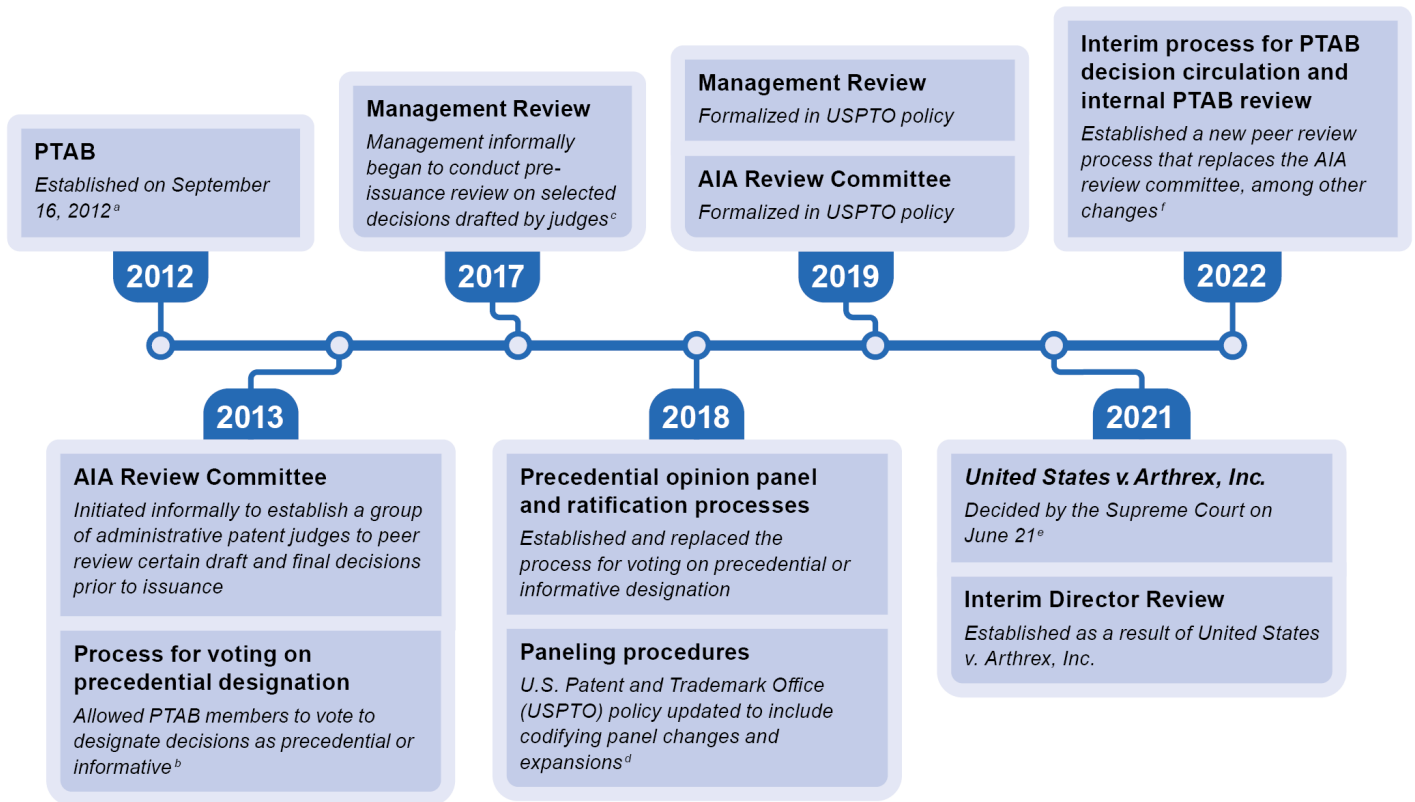 PTAB
Established on September
16, 2012a
2012
AIA Review Committee
Initiated informally to establish a group
of administrative patent judges to peer
review certain draft and final decisions
prior to issuance
Process for voting on
precedential designation
Allowed PTAB members to vote to
designate decisions as precedential or
informativeb
2013
Management Review
Management informally
began to conduct pre-
issuance review on selected
decisions drafted by judgesc
2017
Precedential opinion panel
and ratification processes
Established and replaced the
process for voting on precedential or
informative designation
Paneling procedures
U.S. Patent and Trademark Office
(USPTO) policy updated to include
codifying panel changes and
expansionsd
2018
Management Review
Formalized in USPTO policy
AIA Review Committee
Formalized in USPTO policy
2019
United States v. Arthrex, Inc.
Decided by the Supreme Court on
June 21e
Interim Director Review
Established as a result of United States
v. Arthrex, Inc.
2021
Interim process for PTAB
decision circulation and
internal PTAB review
Established a new peer review
process that replaces the AIA
review committee, among other
changesf
2022